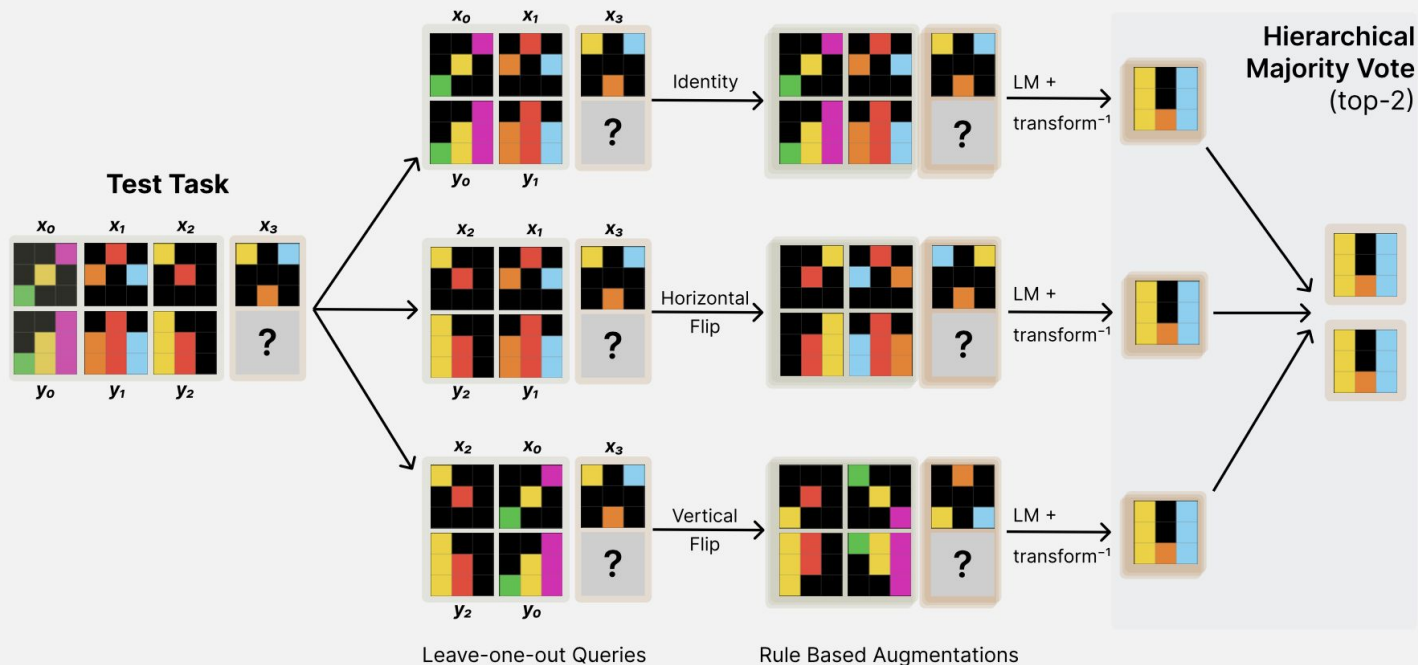 x₀ x₁ x₃
Identity
?
?
LM +
transform⁻¹
y₀ y₁
Hierarchical
Majority Vote
(top-2)
Test Task
x₀ x₁ x₂ x₃
?
y₀ y₁ y₂
x₂ x₁ x₃
Horizontal
Flip
?
?
LM +
transform⁻¹
y₂ y₁
x₂ x₀ x₃
Vertical
Flip
?
?
LM +
transform⁻¹
y₂ y₀
Leave-one-out Queries
Rule Based Augmentations